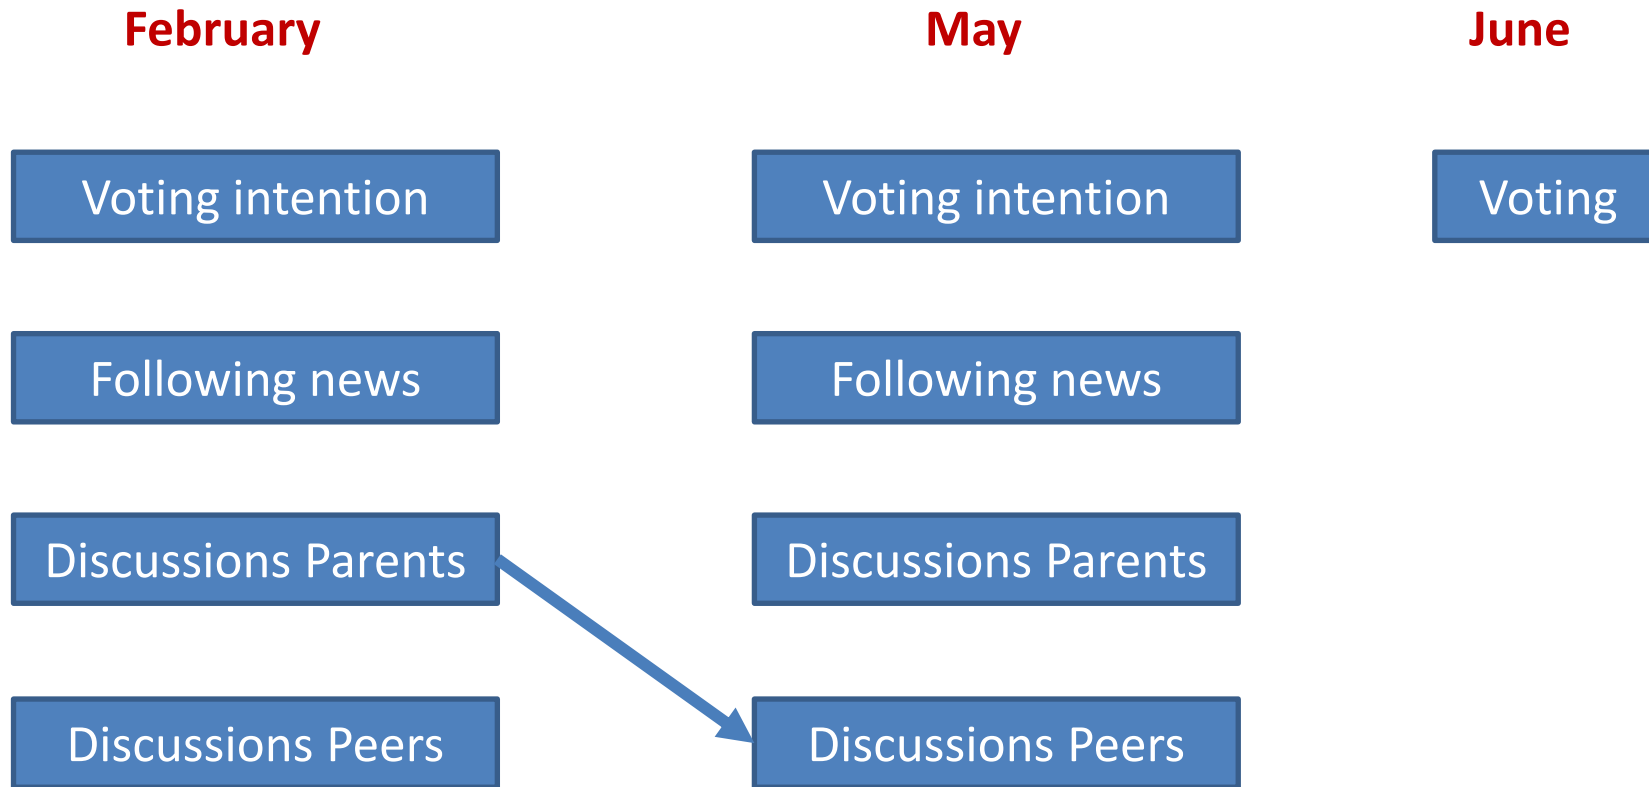 February May June
Voting intention Voting intention Voting
Following news Following news
Discussions Parents Discussions Parents
Discussions Peers Discussions Peers